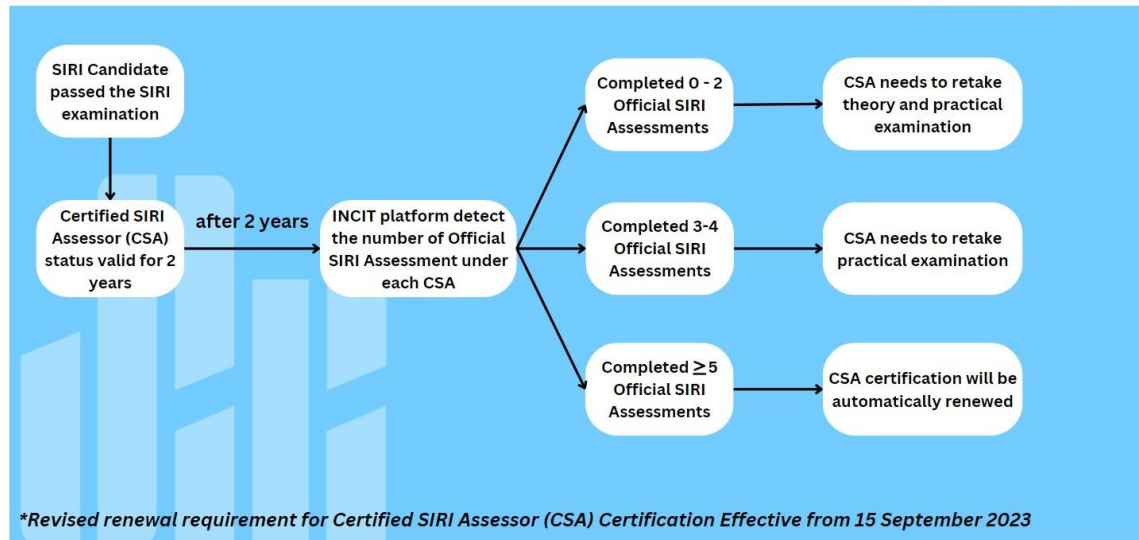 SIRI Candidate
passed the SIRI
examination
Certified SIRI
Assessor (CSA)
status valid for 2
years
after 2 years
INCIT platform detect
the number of Official
SIRI Assessment under
each CSA
Completed 0 - 2
Official SIRI
Assessments
CSA needs to retake
theory and practical
examination
Completed 3-4
Official SIRI
Assessments
CSA needs to retake
practical examination
Completed ≥5
Official SIRI
Assessments
CSA certification will be
automatically renewed
*Revised renewal requirement for Certified SIRI Assessor (CSA) Certification Effective from 15 September 2023